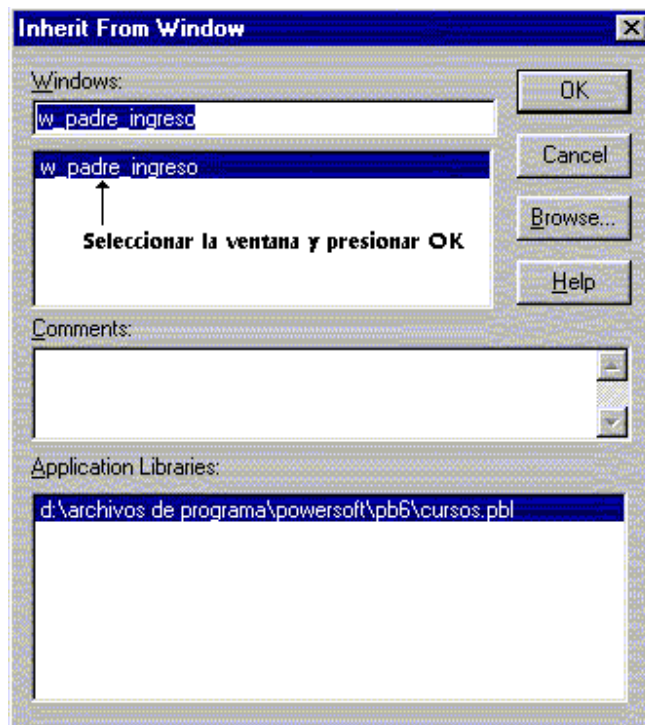 Inherit From Window
Windows:
w_padre_ingreso
OK
w_padre_ingreso
Cancel
Seleccionar la ventana y presionar OK
Browse...
Help
Comments:
Application Libraries:
d:\archivos de programa\powersoft\pb6\cursos.pbl